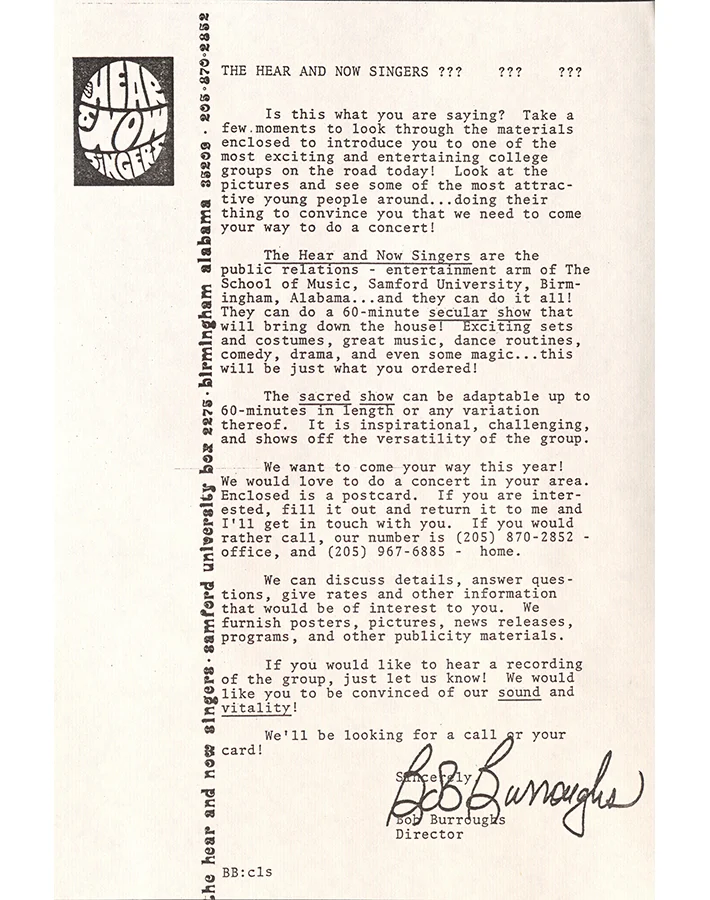 the
HEAR
&
NOW
SINGERS
the hear and now singers · samford university box 2275 · birmingham alabama 35209 · 205·870·2852
THE HEAR AND NOW SINGERS ??? ??? ???
Is this what you are saying? Take a
few moments to look through the materials
enclosed to introduce you to one of the
most exciting and entertaining college
groups on the road today! Look at the
pictures and see some of the most attrac-
tive young people around...doing their
thing to convince you that we need to come
your way to do a concert!
The Hear and Now Singers are the
public relations - entertainment arm of The
School of Music, Samford University, Birm-
ingham, Alabama...and they can do it all!
They can do a 60-minute secular show that
will bring down the house! Exciting sets
and costumes, great music, dance routines,
comedy, drama, and even some magic...this
will be just what you ordered!
The sacred show can be adaptable up to
60-minutes in length or any variation
thereof. It is inspirational, challenging,
and shows off the versatility of the group.
We want to come your way this year!
We would love to do a concert in your area.
Enclosed is a postcard. If you are inter-
ested, fill it out and return it to me and
I'll get in touch with you. If you would
rather call, our number is (205) 870-2852 -
office, and (205) 967-6885 - home.
We can discuss details, answer ques-
tions, give rates and other information
that would be of interest to you. We
furnish posters, pictures, news releases,
programs, and other publicity materials.
If you would like to hear a recording
of the group, just let us know! We would
like you to be convinced of our sound and
vitality!
We'll be looking for a call or your
card!
Sincerely
Bob Burroughs
Bob Burroughs
Director
BB:cls